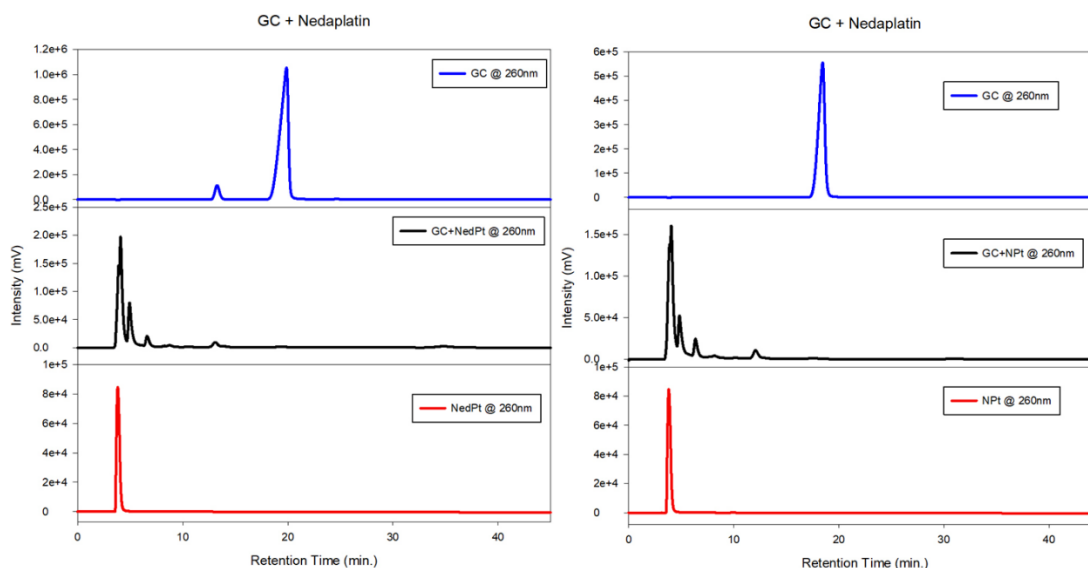 GC + Nedaplatin
1.2e+6
1.0e+6
8.0e+5
6.0e+5
4.0e+5
2.0e+5
0.0
GC @ 260nm
2.5e+5
2.0e+5
1.5e+5
1.0e+5
5.0e+4
0.0
GC+NedPt @ 260nm
Intensity (mV)
1e+5
8e+4
6e+4
4e+4
2e+4
0
NedPt @ 260nm
0 10 20 30 40
Retention Time (min.)
GC + Nedaplatin
6e+5
5e+5
4e+5
3e+5
2e+5
1e+5
0
GC @ 260nm
1.5e+5
1.0e+5
5.0e+4
0.0
GC+NPt @ 260nm
Intensity (mV)
1e+5
8e+4
6e+4
4e+4
2e+4
0
NPt @ 260nm
0 10 20 30 40
Retention Time (min.)